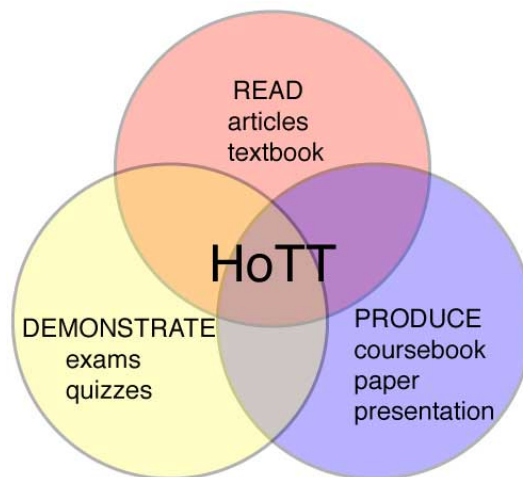 READ
articles
textbook
HoTT
DEMONSTRATE
exams
quizzes
PRODUCE
coursebook
paper
presentation